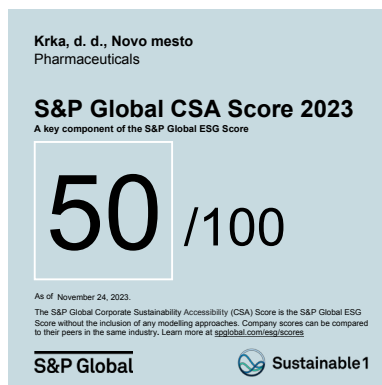 Krka, d. d., Novo mesto
Pharmaceuticals
S&P Global CSA Score 2023
A key component of the S&P Global ESG Score
50 /100
As of November 24, 2023.
The S&P Global Corporate Sustainability Accessibility (CSA) Score is the S&P Global ESG
Score without the inclusion of any modelling approaches. Company scores can be compared
to their peers in the same industry. Learn more at spglobal.com/esg/scores
S&P Global
Sustainable1